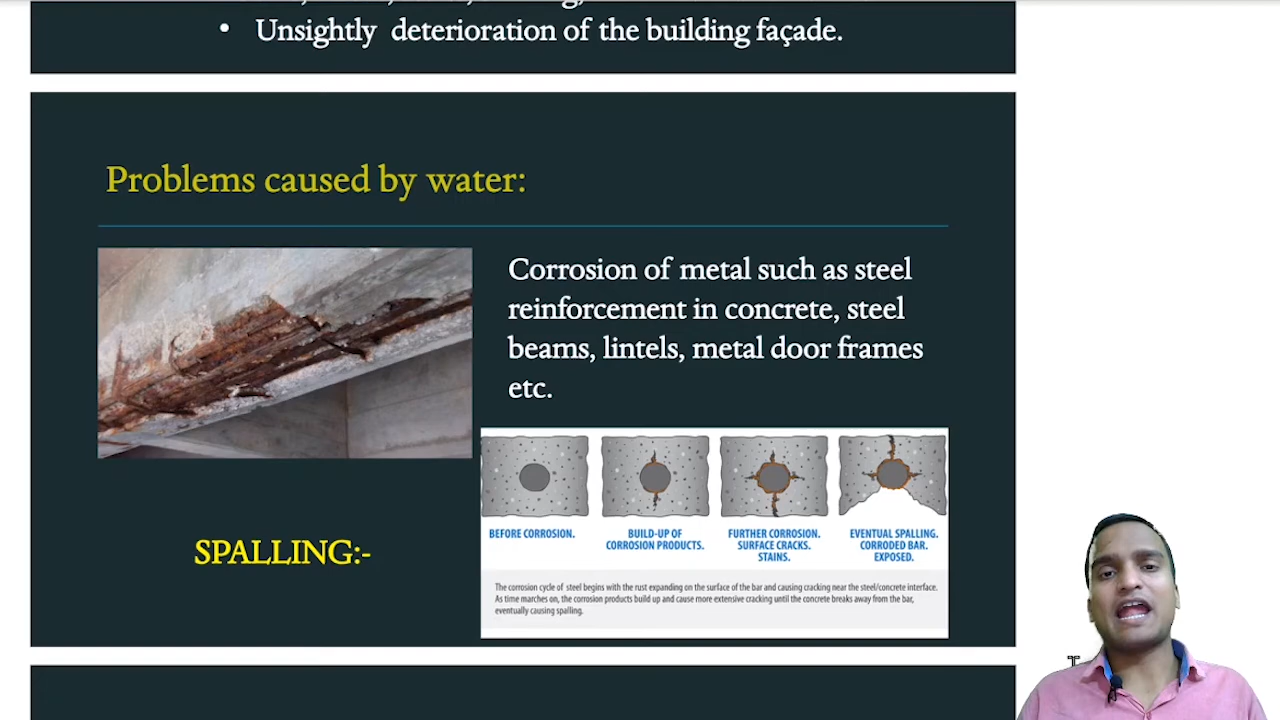 • Unsightly deterioration of the building façade.
Problems caused by water:
Corrosion of metal such as steel
reinforcement in concrete, steel
beams, lintels, metal door frames
etc.
SPALLING:-
BEFORE CORROSION.
BUILD-UP OF
CORROSION PRODUCTS.
FURTHER CORROSION.
SURFACE CRACKS.
STAINS.
EVENTUAL SPALLING.
CORRODED BAR.
EXPOSED.
The corrosion cycle of steel begins with the rust expanding on the surface of the bar and causing cracking near the steel/concrete interface.
As time marches on, the corrosion products build up and cause more extensive cracking until the concrete breaks away from the bar,
eventually causing spalling.